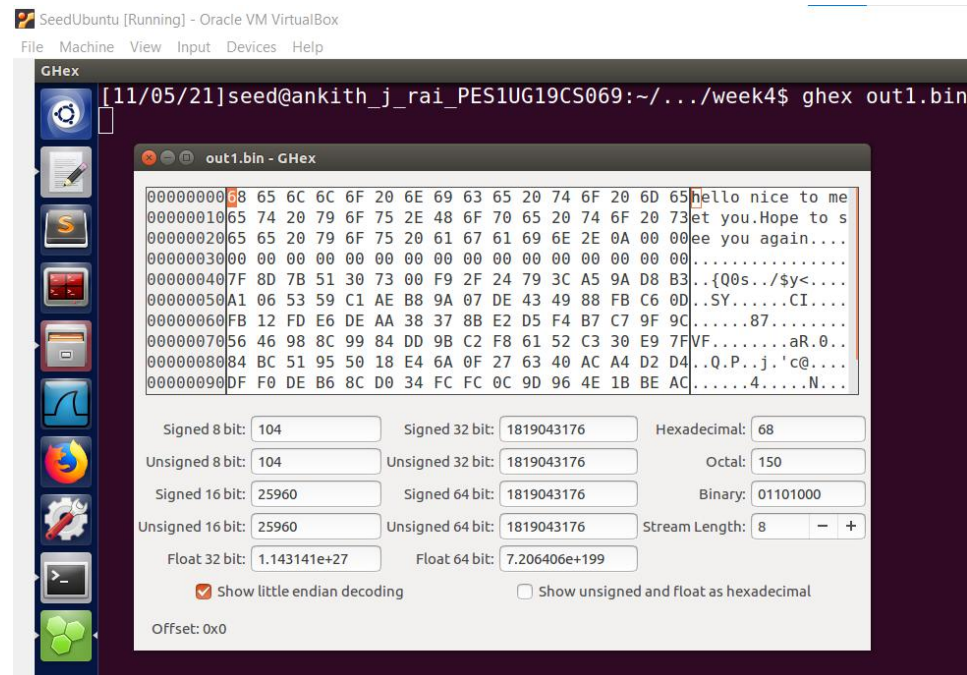 SeedUbuntu [Running] - Oracle VM VirtualBox
File Machine View Input Devices Help
GHex
[11/05/21]seed@ankith_j_rai_PES1UG19CS069:~/.../week4$ ghex out1.bin
out1.bin - GHex
00000000 68 65 6C 6C 6F 20 6E 69 63 65 20 74 6F 20 6D 65 hello nice to me
00000010 65 74 20 79 6F 75 2E 48 6F 70 65 20 74 6F 20 73 et you.Hope to s
00000020 65 65 20 79 6F 75 20 61 67 61 69 6E 2E 0A 00 00 ee you again....
00000030 00 00 00 00 00 00 00 00 00 00 00 00 00 00 00 00 ................
00000040 7F 8D 7B 51 30 73 00 F9 2F 24 79 3C A5 9A D8 B3 ..{Q0s../$y<....
00000050 A1 06 53 59 C1 AE B8 9A 07 DE 43 49 88 FB C6 0D ..SY......CI....
00000060 FB 12 FD E6 DE AA 38 37 8B E2 D5 F4 B7 C7 9F 9C ......87........
00000070 56 46 98 8C 99 84 DD 9B C2 F8 61 52 C3 30 E9 7F VF........aR.0..
00000080 84 BC 51 95 50 18 E4 6A 0F 27 63 40 AC A4 D2 D4 ..Q.P..j.'c@....
00000090 DF F0 DE B6 8C D0 34 FC FC 0C 9D 96 4E 1B BE AC ......4.....N...
Signed 8 bit: 104 Signed 32 bit: 1819043176 Hexadecimal: 68
Unsigned 8 bit: 104 Unsigned 32 bit: 1819043176 Octal: 150
Signed 16 bit: 25960 Signed 64 bit: 1819043176 Binary: 01101000
Unsigned 16 bit: 25960 Unsigned 64 bit: 1819043176 Stream Length: 8 − +
Float 32 bit: 1.143141e+27 Float 64 bit: 7.206406e+199
Show little endian decoding Show unsigned and float as hexadecimal
Offset: 0x0